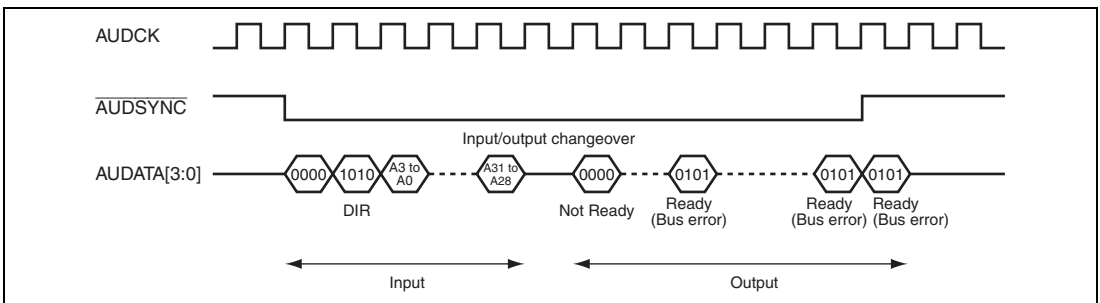 AUDCK
AUDSYNC
Input/output changeover
AUDATA[3:0]
0000
1010
A3 to
A0
A31 to
A28
0000
0101
0101
0101
DIR
Not Ready
Ready
(Bus error)
Ready
(Bus error)
Ready
(Bus error)
Input
Output